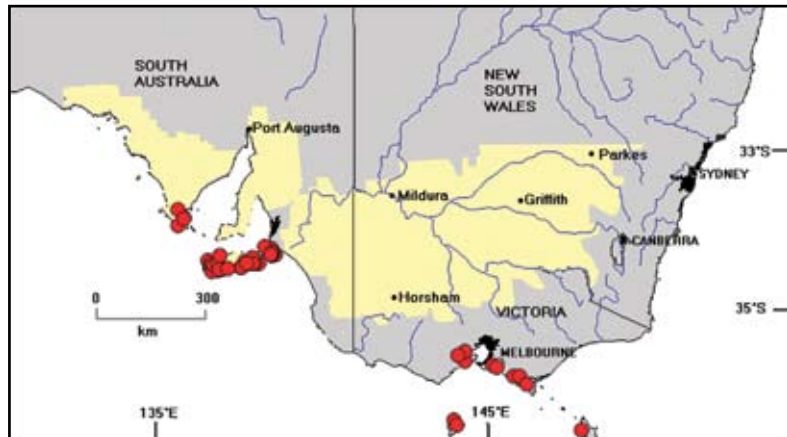 SOUTH
AUSTRALIA
NEW
SOUTH
WALES
Port Augusta
Parkes
33°S
SYDNEY
Mildura
Griffith
CANBERRA
0
300
km
Horsham
VICTORIA
35°S
MELBOURNE
135°E
145°E